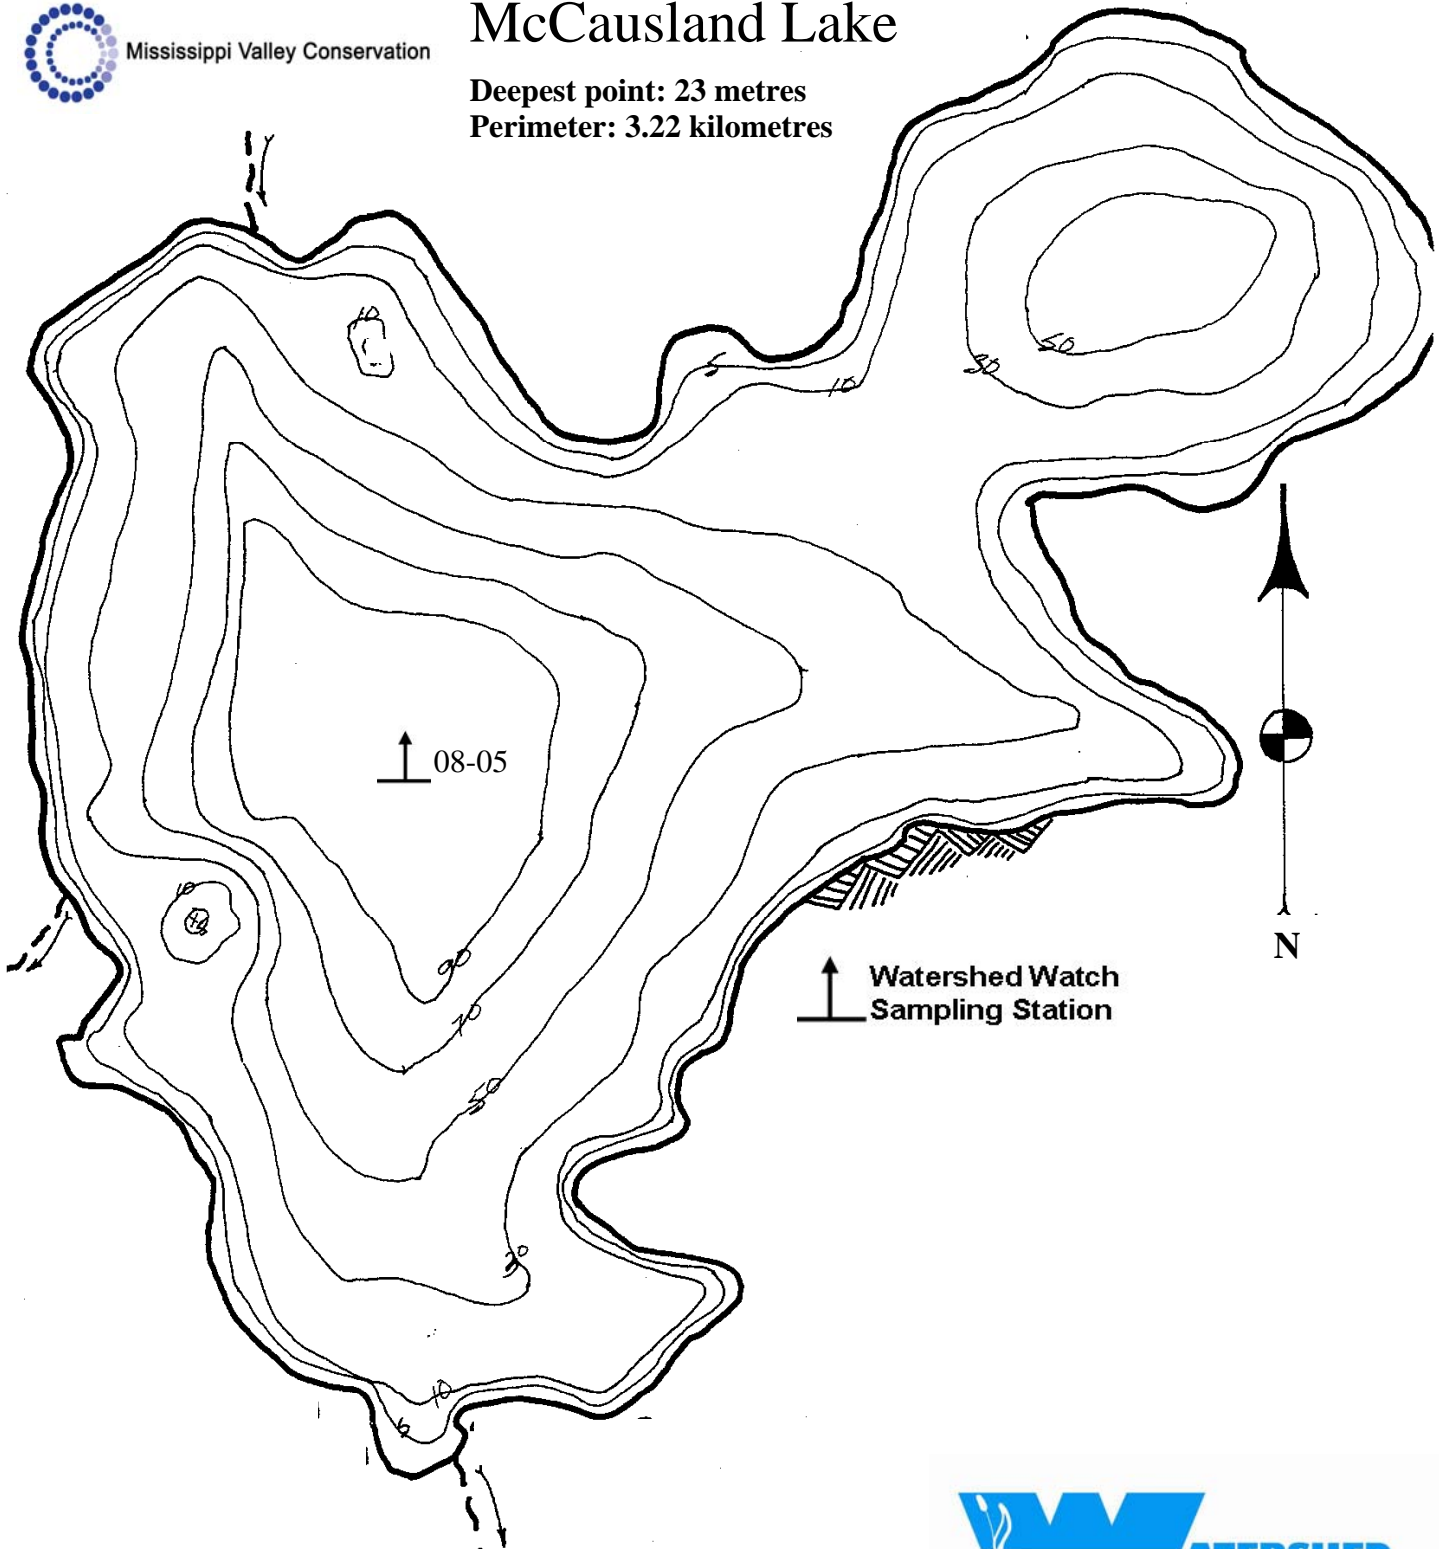 McCausland Lake
Mississippi Valley Conservation
Deepest point: 23 metres
Perimeter: 3.22 kilometres
10
5
10
30
50
08-05
10
90
70
50
30
10
N
Watershed Watch
Sampling Station